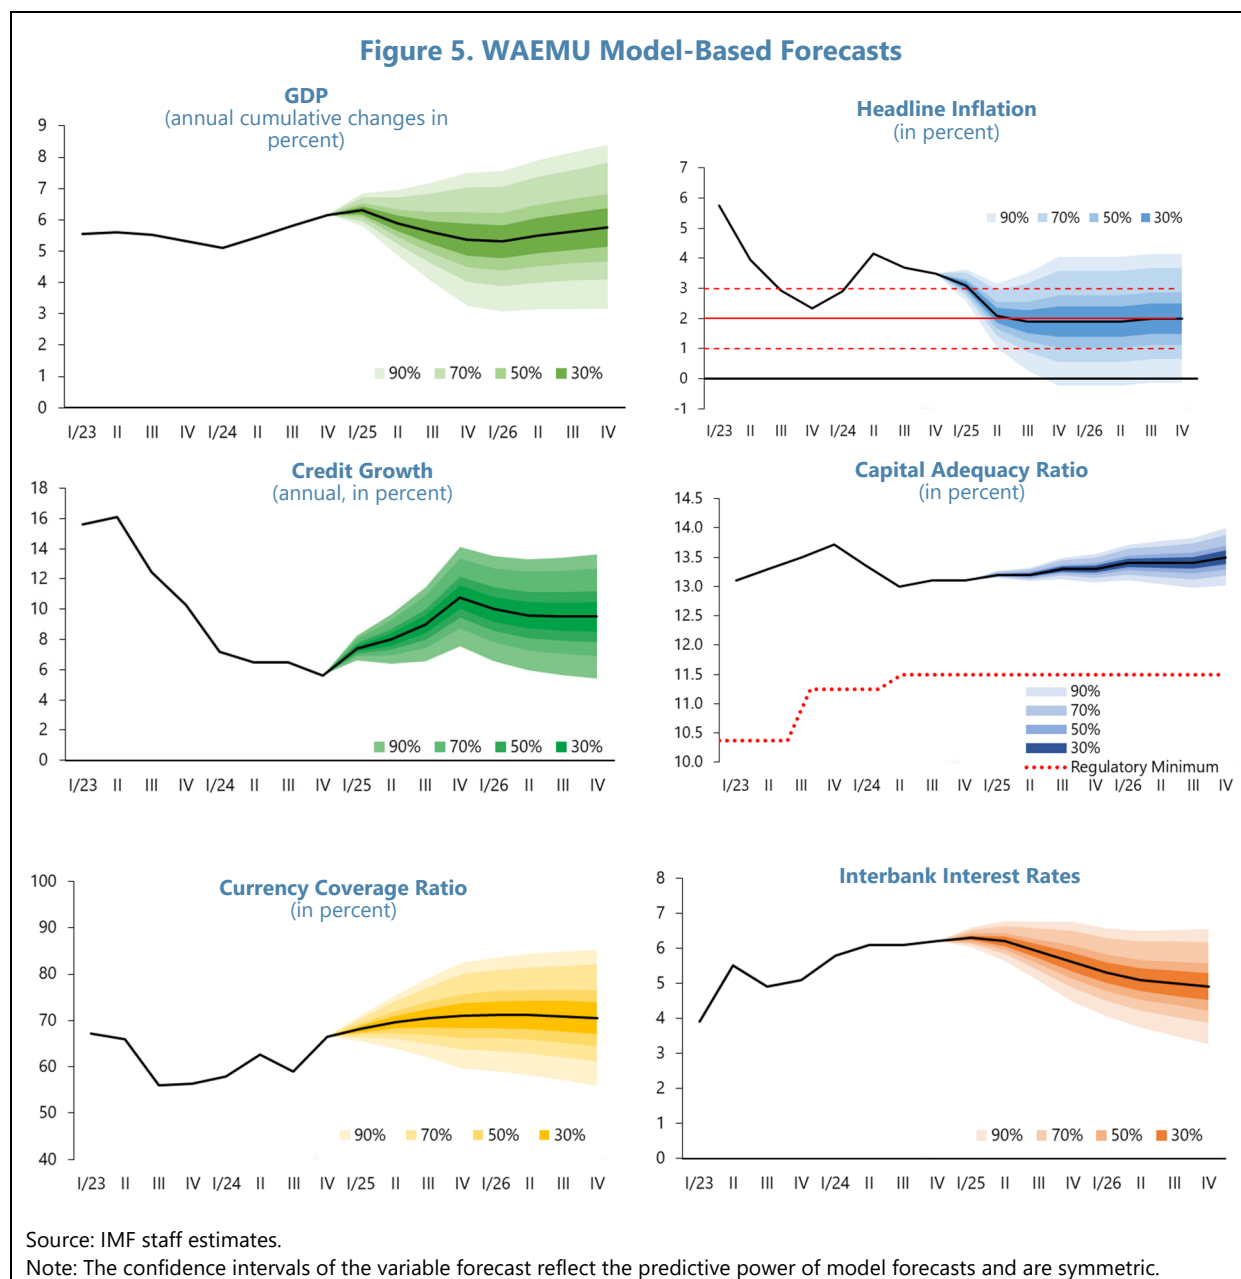 Figure 5. WAEMU Model-Based Forecasts
GDP
(annual cumulative changes in
percent)
9
8
7
6
5
4
3
2
1
0
90% 70% 50% 30%
I/23 II III IV I/24 II III IV I/25 II III IV I/26 II III IV
Headline Inflation
(in percent)
7
6
5
4
3
2
1
0
-1
90% 70% 50% 30%
I/23 II III IV I/24 II III IV I/25 II III IV I/26 II III IV
Credit Growth
(annual, in percent)
18
16
14
12
10
8
6
4
2
0
90% 70% 50% 30%
I/23 II III IV I/24 II III IV I/25 II III IV I/26 II III IV
Capital Adequacy Ratio
(in percent)
14.5
14.0
13.5
13.0
12.5
12.0
11.5
11.0
10.5
10.0
90%
70%
50%
30%
Regulatory Minimum
I/23 II III IV I/24 II III IV I/25 II III IV I/26 II III IV
Currency Coverage Ratio
(in percent)
100
90
80
70
60
50
40
90% 70% 50% 30%
I/23 II III IV I/24 II III IV I/25 II III IV I/26 II III IV
Interbank Interest Rates
8
7
6
5
4
3
2
1
0
90% 70% 50% 30%
I/23 II III IV I/24 II III IV I/25 II III IV I/26 II III IV
Source: IMF staff estimates.
Note: The confidence intervals of the variable forecast reflect the predictive power of model forecasts and are symmetric.